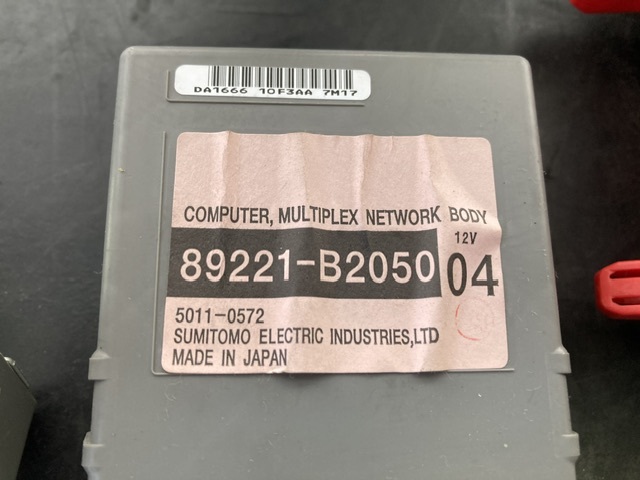 DA1666 10F3AA 7M17
COMPUTER, MULTIPLEX NETWORK BODY
12V
89221-B2050 04
5011-0572
SUMITOMO ELECTRIC INDUSTRIES,LTD
MADE IN JAPAN